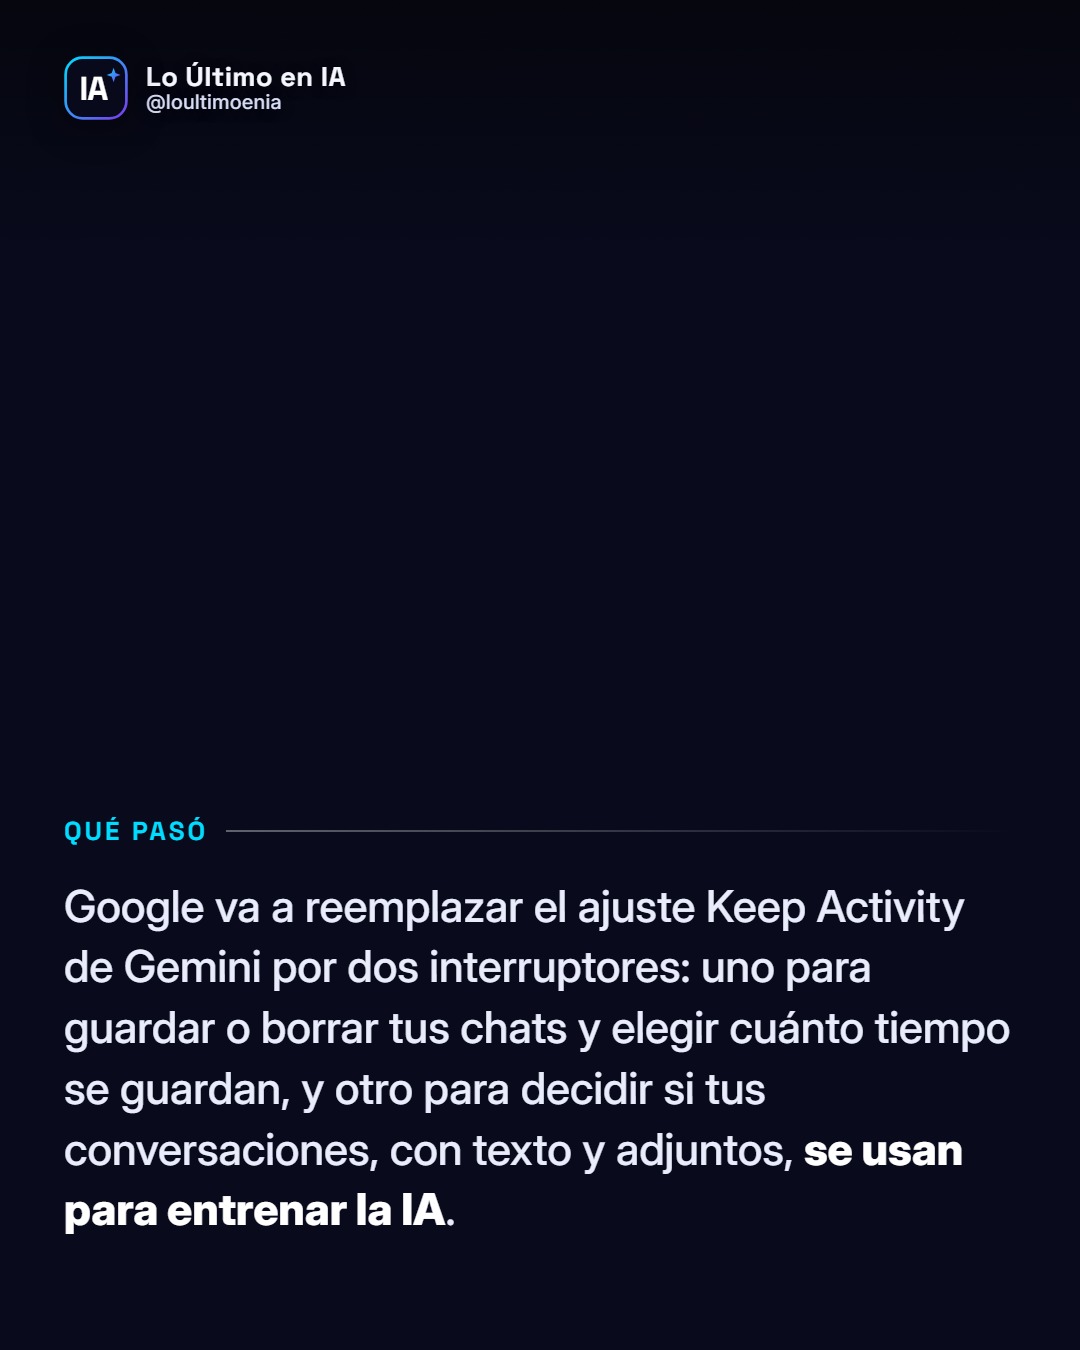 IA
Lo Último en IA
@loultimoenia
QUÉ PASÓ
Google va a reemplazar el ajuste Keep Activity
de Gemini por dos interruptores: uno para
guardar o borrar tus chats y elegir cuánto tiempo
se guardan, y otro para decidir si tus
conversaciones, con texto y adjuntos, se usan
para entrenar la IA.